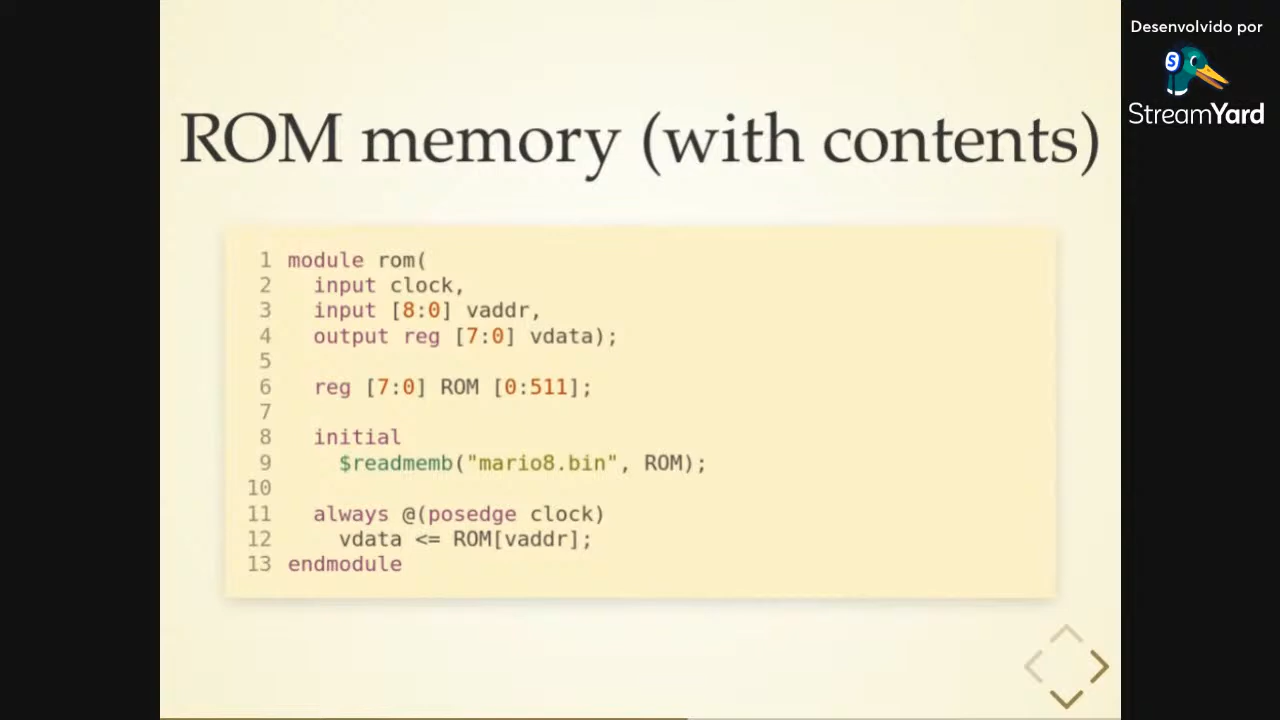 Desenvolvido por
StreamYard
ROM memory (with contents)
1 module rom(
2   input clock,
3   input [8:0] vaddr,
4   output reg [7:0] vdata);
5
6   reg [7:0] ROM [0:511];
7
8   initial
9     $readmemb("mario8.bin", ROM);
10
11   always @(posedge clock)
12     vdata <= ROM[vaddr];
13 endmodule